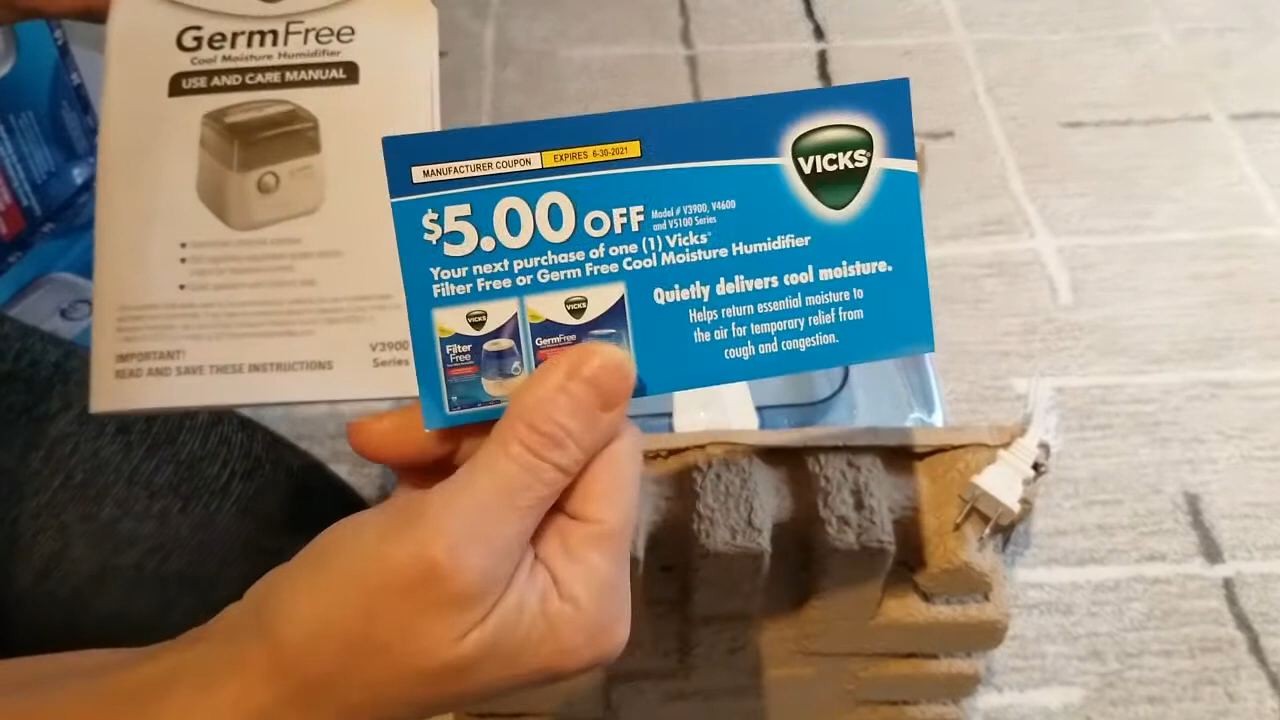 GermFree
Cool Moisture Humidifier
USE AND CARE MANUAL
IMPORTANT!
READ AND SAVE THESE INSTRUCTIONS
V3900
Series
MANUFACTURER COUPON EXPIRES 6-30-2021
VICKS
$5.00 OFF
Model # V3900, V4600
and V5100 Series
Your next purchase of one (1) Vicks®
Filter Free or Germ Free Cool Moisture Humidifier
Quietly delivers cool moisture.
Helps return essential moisture to
the air for temporary relief from
cough and congestion.
VICKS
Filter
Free
VICKS
GermFree